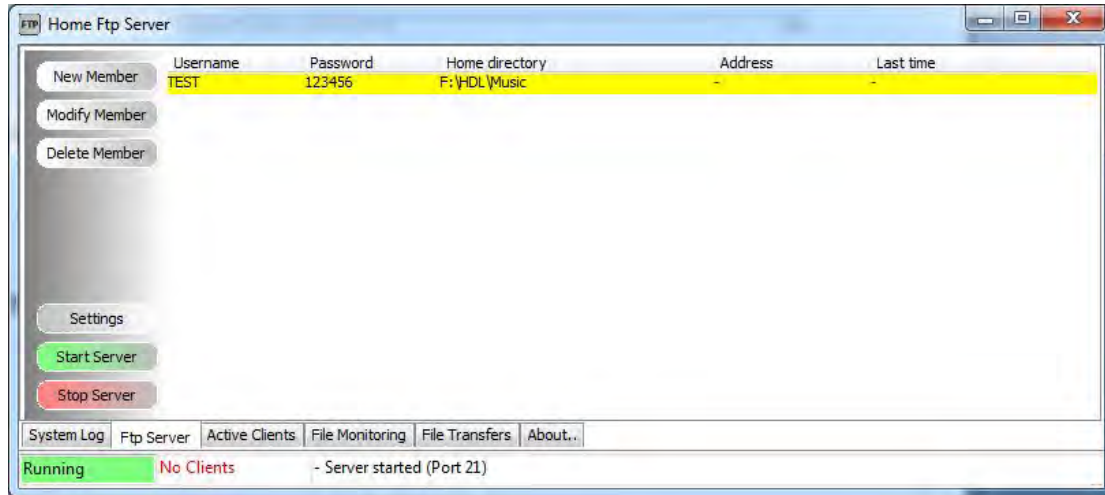 FTP Home Ftp Server
New Member
Modify Member
Delete Member
Username Password Home directory Address Last time
TEST 123456 F:\HDL\Music - -
Settings
Start Server
Stop Server
System Log Ftp Server Active Clients File Monitoring File Transfers About..
Running No Clients - Server started (Port 21)